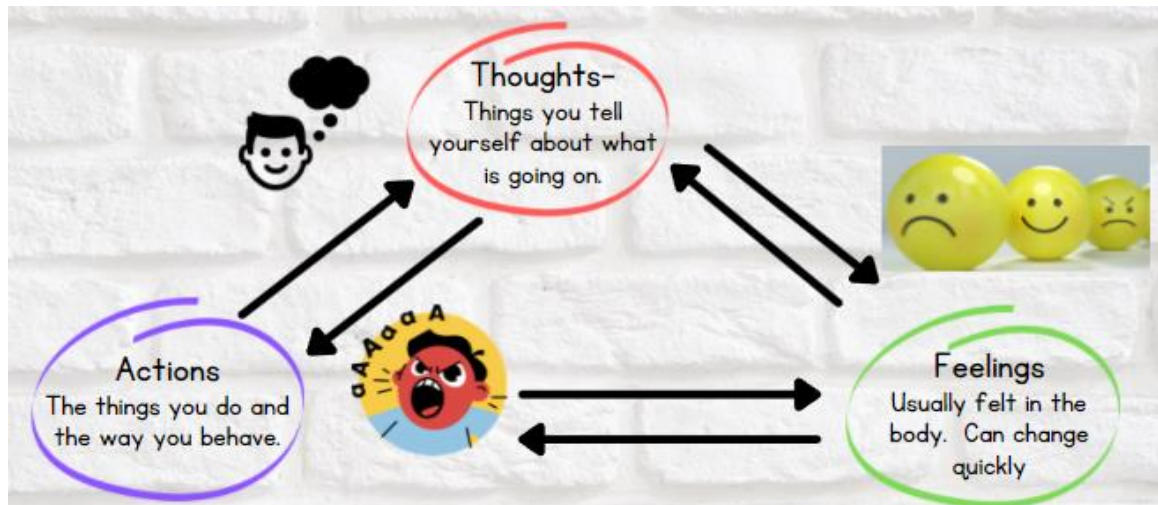 Thoughts-
Things you tell
yourself about what
is going on.
aAAaaA
Actions
The things you do and
the way you behave.
Feelings
Usually felt in the
body. Can change
quickly